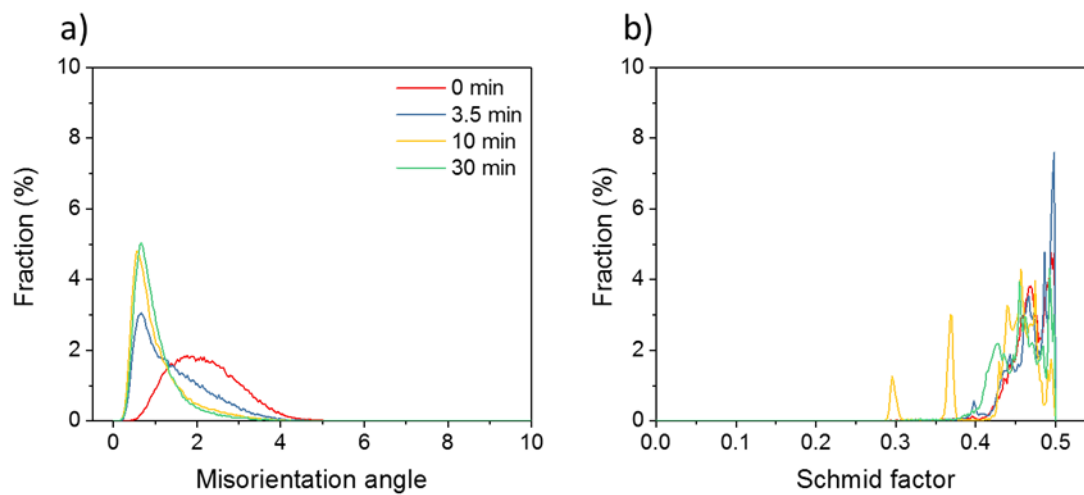 a)
10
8
6
4
2
0
Fraction (%)
0 min
3.5 min
10 min
30 min
0 2 4 6 8 10
Misorientation angle
b)
10
8
6
4
2
0
Fraction (%)
0.0 0.1 0.2 0.3 0.4 0.5
Schmid factor